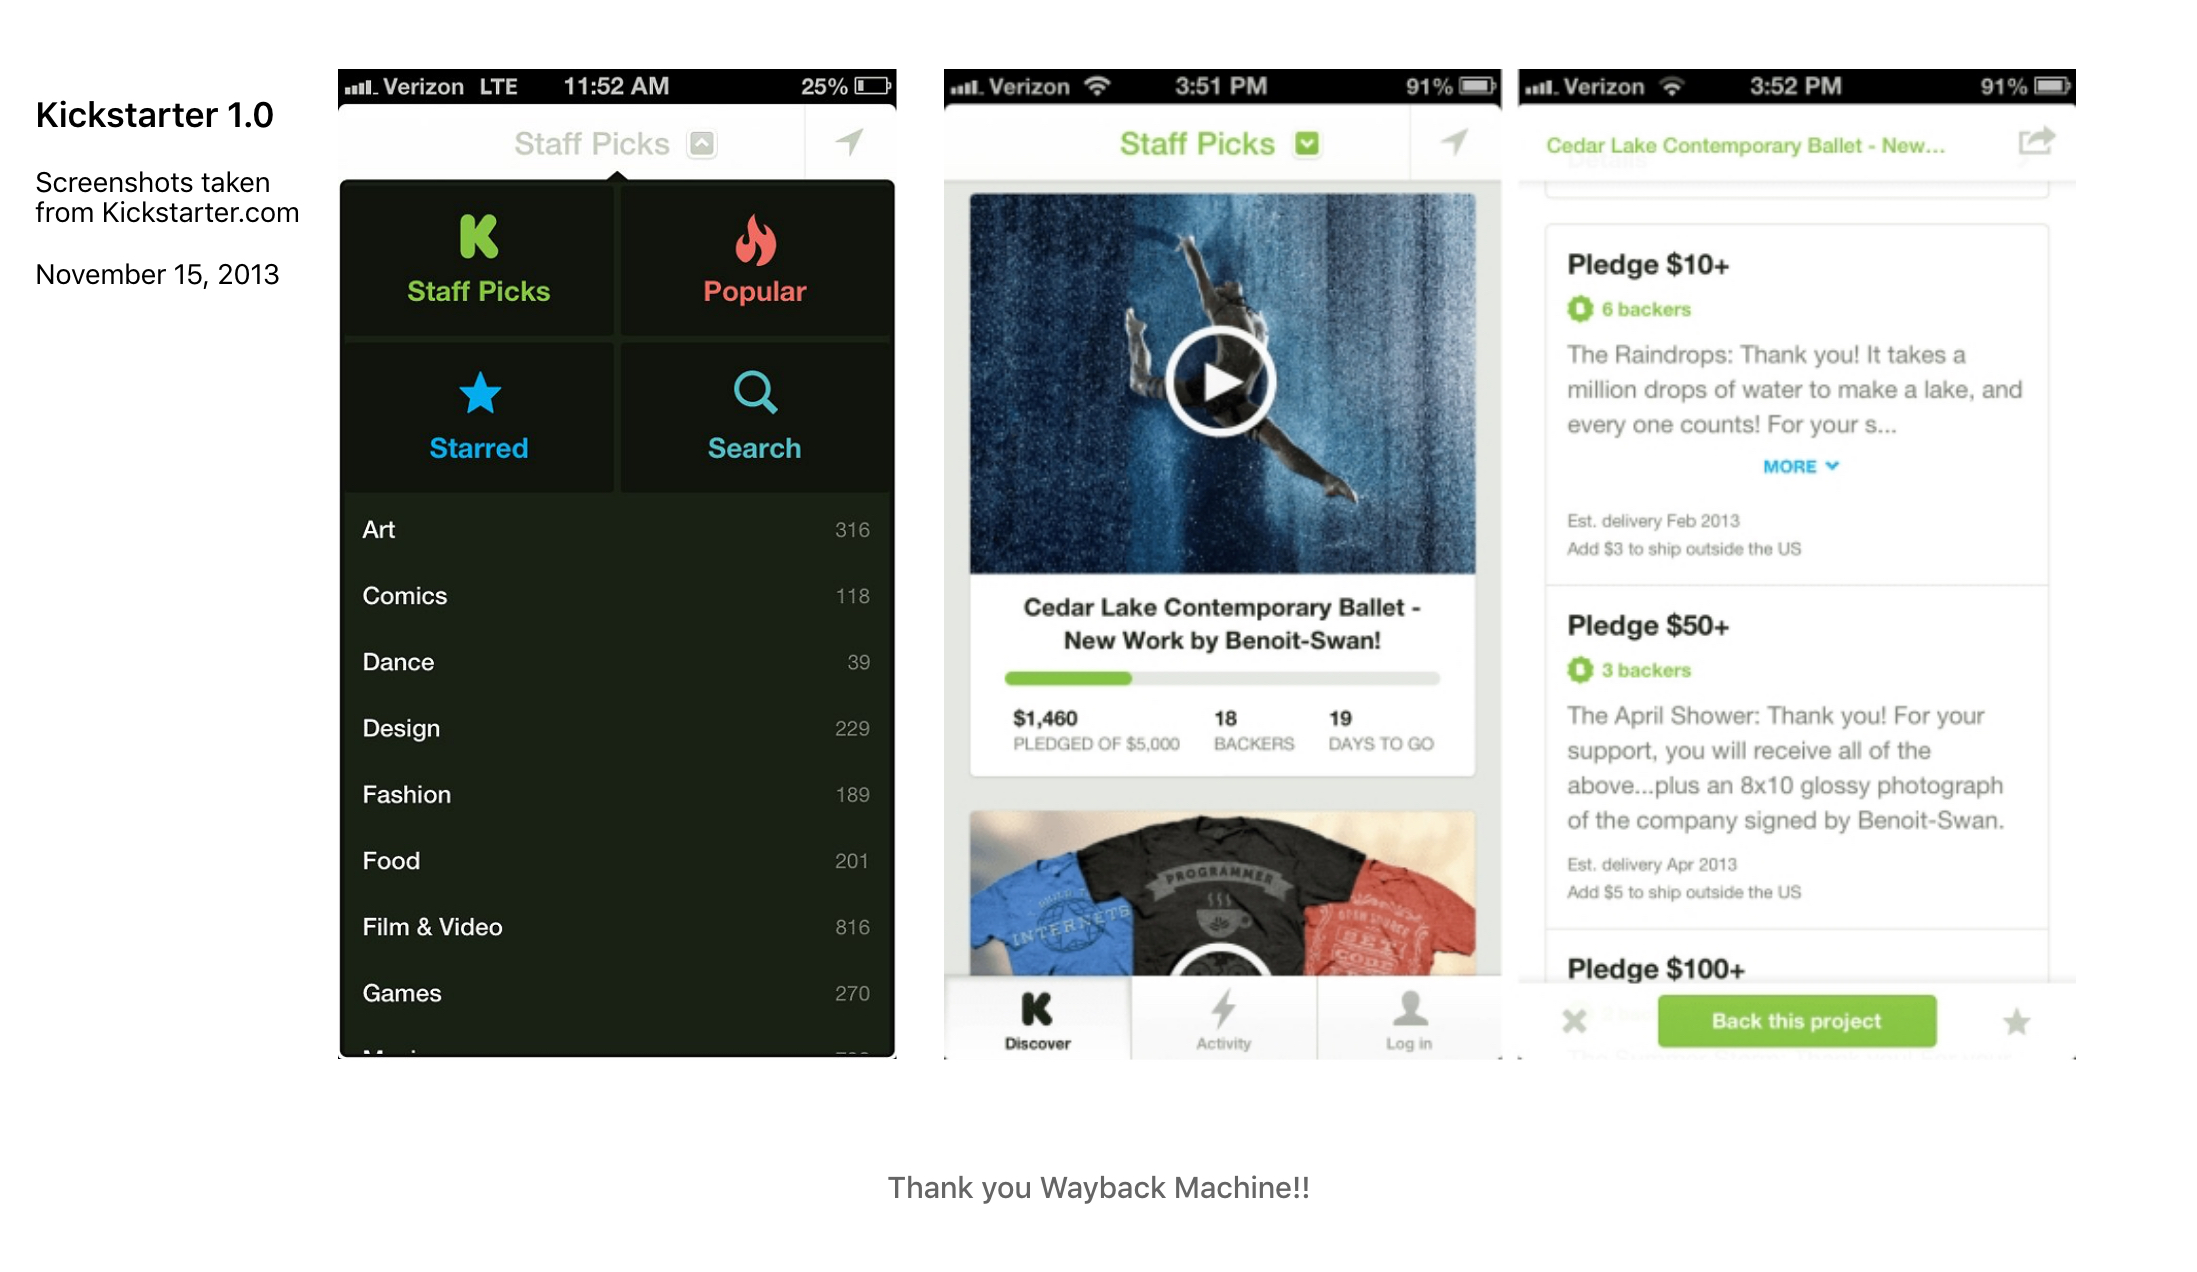 Kickstarter 1.0
Screenshots taken
from Kickstarter.com
November 15, 2013
Verizon LTE 11:52 AM 25%
Staff Picks
Staff Picks
Popular
Starred
Search
Art 316
Comics 118
Dance 39
Design 229
Fashion 189
Food 201
Film & Video 816
Games 270
Verizon 3:51 PM 91%
Staff Picks
Cedar Lake Contemporary Ballet -
New Work by Benoit-Swan!
$1,460 18 19
PLEDGED OF $5,000 BACKERS DAYS TO GO
INTERNETS
PROGRAMMER
OPEN SOURCE
Discover Activity Log in
Verizon 3:52 PM 91%
Cedar Lake Contemporary Ballet - New...
Details
Pledge $10+
6 backers
The Raindrops: Thank you! It takes a
million drops of water to make a lake, and
every one counts! For your s...
MORE
Est. delivery Feb 2013
Add $3 to ship outside the US
Pledge $50+
3 backers
The April Shower: Thank you! For your
support, you will receive all of the
above...plus an 8x10 glossy photograph
of the company signed by Benoit-Swan.
Est. delivery Apr 2013
Add $5 to ship outside the US
Pledge $100+
Back this project
Thank you Wayback Machine!!